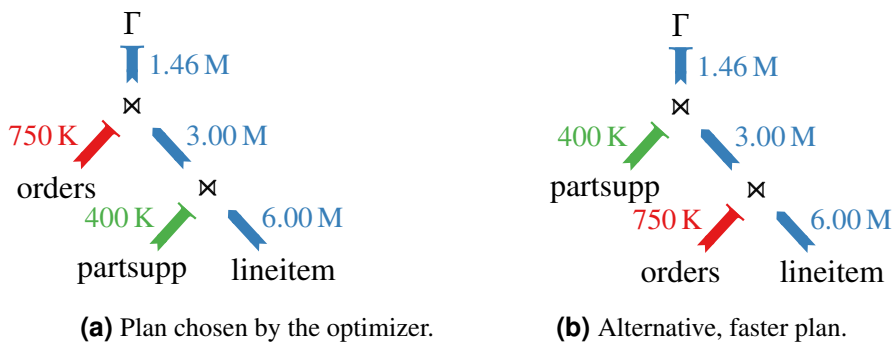 Γ Γ
1.46 M 1.46 M
⋈ ⋈
750 K 3.00 M 400 K 3.00 M
orders ⋈ partsupp ⋈
400 K 6.00 M 750 K 6.00 M
partsupp lineitem orders lineitem
(a) Plan chosen by the optimizer. (b) Alternative, faster plan.